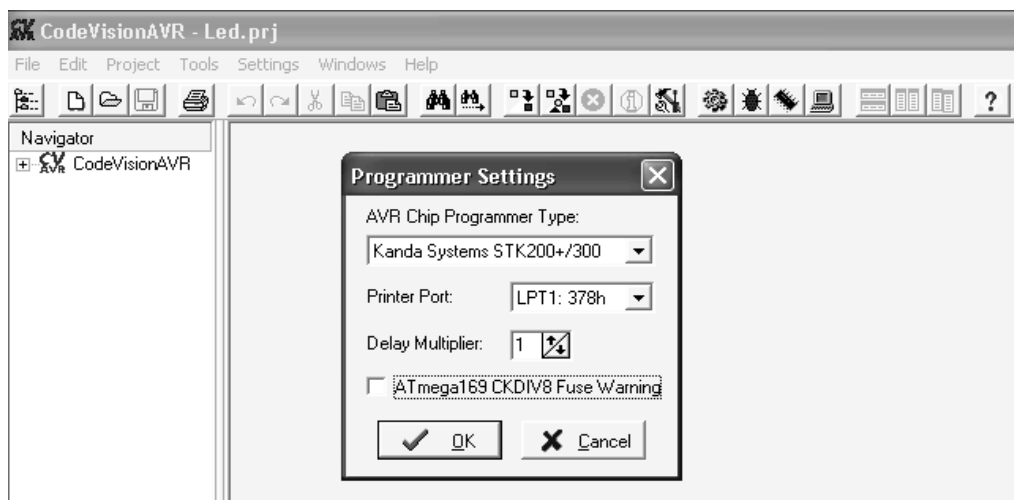 CodeVisionAVR - Led.prj
File Edit Project Tools Settings Windows Help
?
Navigator
CodeVisionAVR
Programmer Settings
AVR Chip Programmer Type:
Kanda Systems STK200+/300
Printer Port: LPT1: 378h
Delay Multiplier: 1
ATmega169 CKDIV8 Fuse Warning
OK Cancel